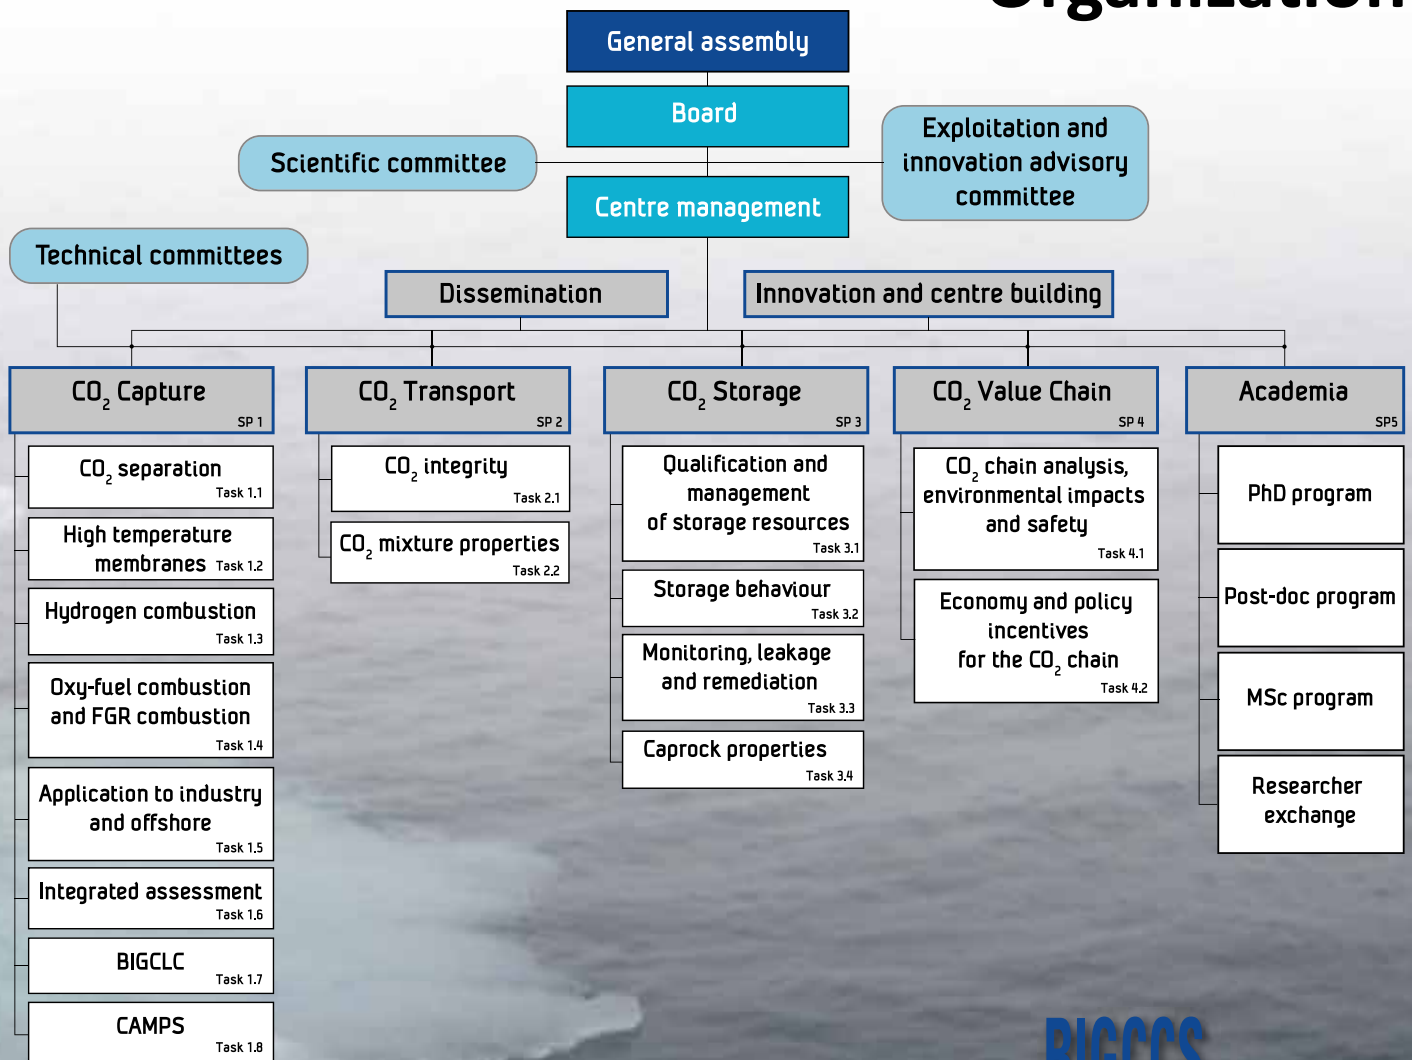 Organization
General assembly
Board
Scientific committee
Exploitation and
innovation advisory
committee
Centre management
Technical committees
Dissemination
Innovation and centre building
CO₂ Capture
SP 1
CO₂ Transport
SP 2
CO₂ Storage
SP 3
CO₂ Value Chain
SP 4
Academia
SP5
CO₂ separation
Task 1.1
High temperature
membranes Task 1.2
Hydrogen combustion
Task 1.3
Oxy-fuel combustion
and FGR combustion
Task 1.4
Application to industry
and offshore
Task 1.5
Integrated assessment
Task 1.6
BIGCLC
Task 1.7
CAMPS
Task 1.8
CO₂ integrity
Task 2.1
CO₂ mixture properties
Task 2.2
Qualification and
management
of storage resources
Task 3.1
Storage behaviour
Task 3.2
Monitoring, leakage
and remediation
Task 3.3
Caprock properties
Task 3.4
CO₂ chain analysis,
environmental impacts
and safety
Task 4.1
Economy and policy
incentives
for the CO₂ chain
Task 4.2
PhD program
Post-doc program
MSc program
Researcher
exchange
BIGCCS